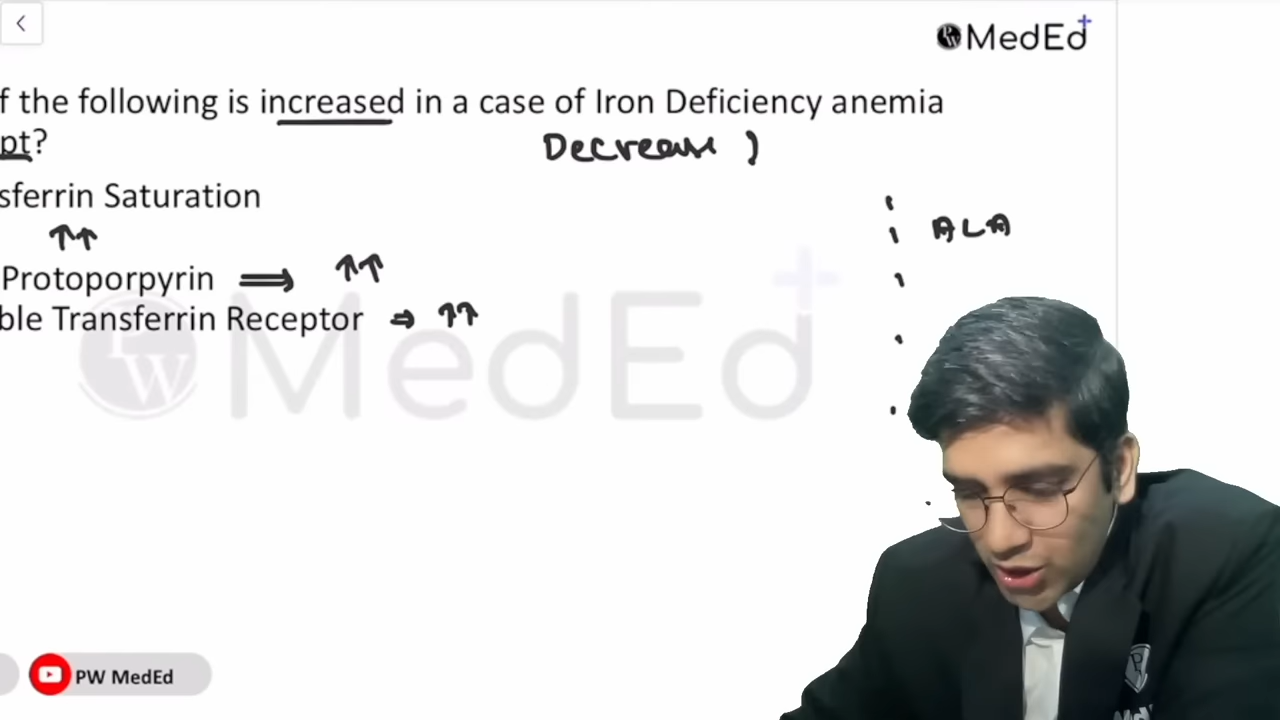 MedEd
f the following is increased in a case of Iron Deficiency anemia
pt?
Decrease )
sferrin Saturation
↑↑
ALA
Protoporpyrin ⇒ ↑↑
ble Transferrin Receptor ⇒ ↑↑
MedEd
PW MedEd